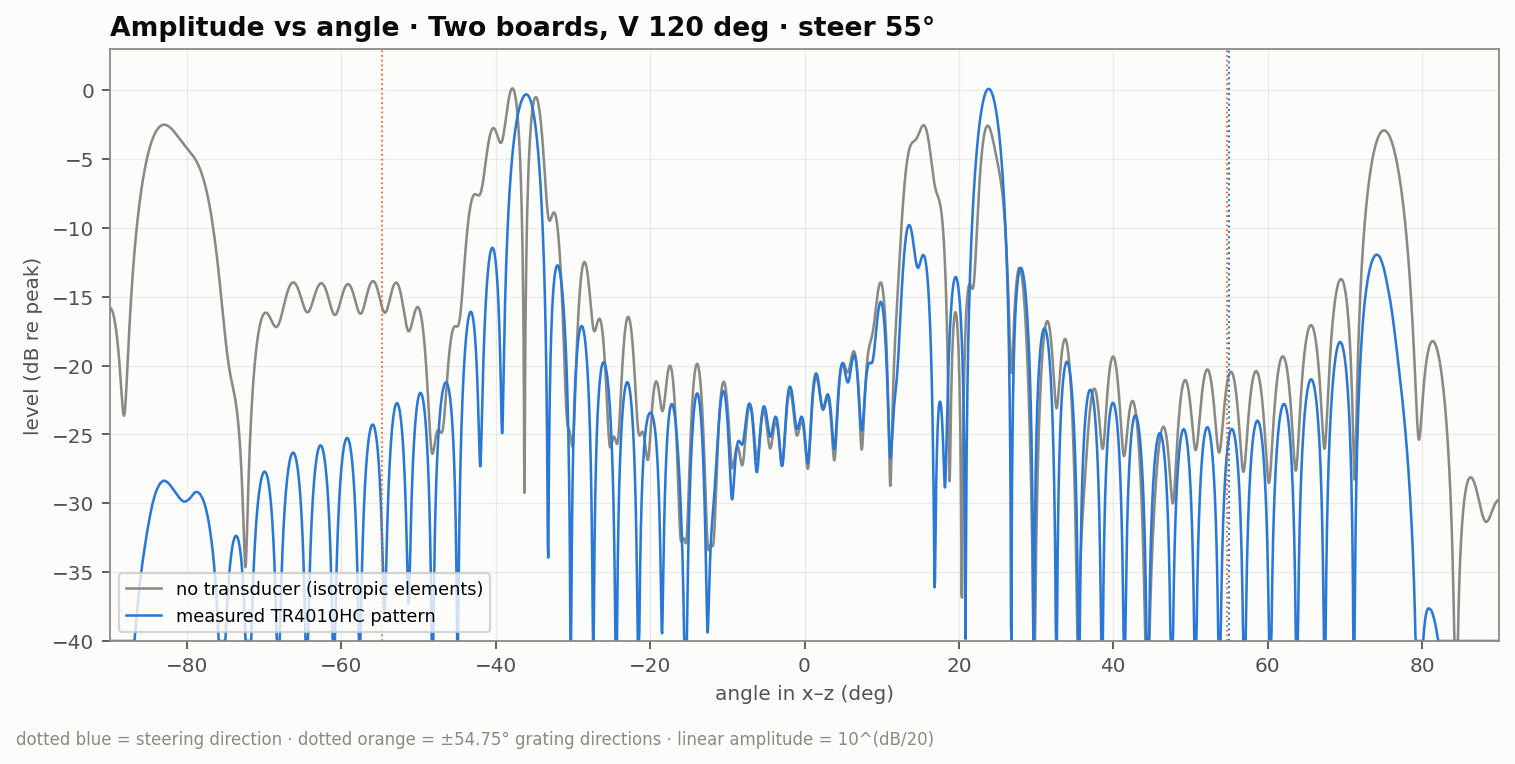 Amplitude vs angle · Two boards, V 120 deg · steer 55°
level (dB re peak)
0
−5
−10
−15
−20
−25
−30
−35
−40
no transducer (isotropic elements)
measured TR4010HC pattern
−80 −60 −40 −20 0 20 40 60 80
angle in x–z (deg)
dotted blue = steering direction · dotted orange = ±54.75° grating directions · linear amplitude = 10^(dB/20)